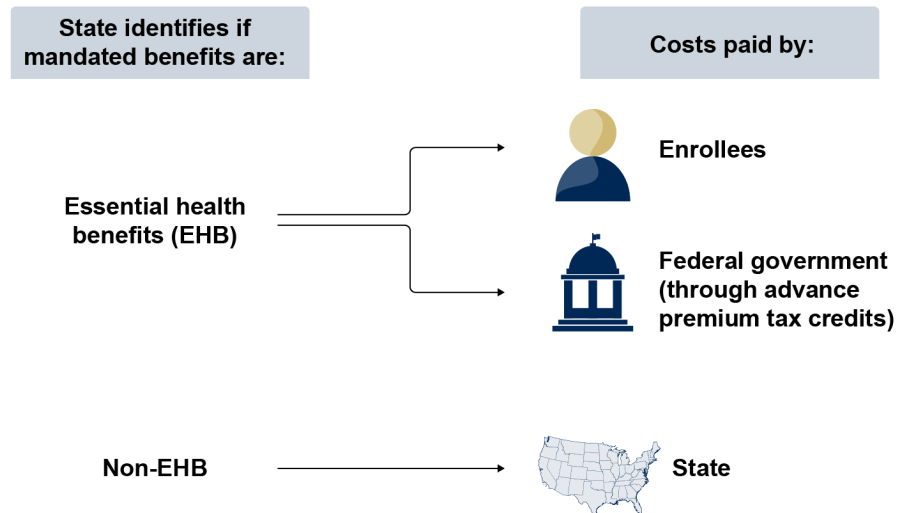 State identifies if
mandated benefits are:
Costs paid by:
Essential health
benefits (EHB)
Enrollees
Federal government
(through advance
premium tax credits)
Non-EHB
State